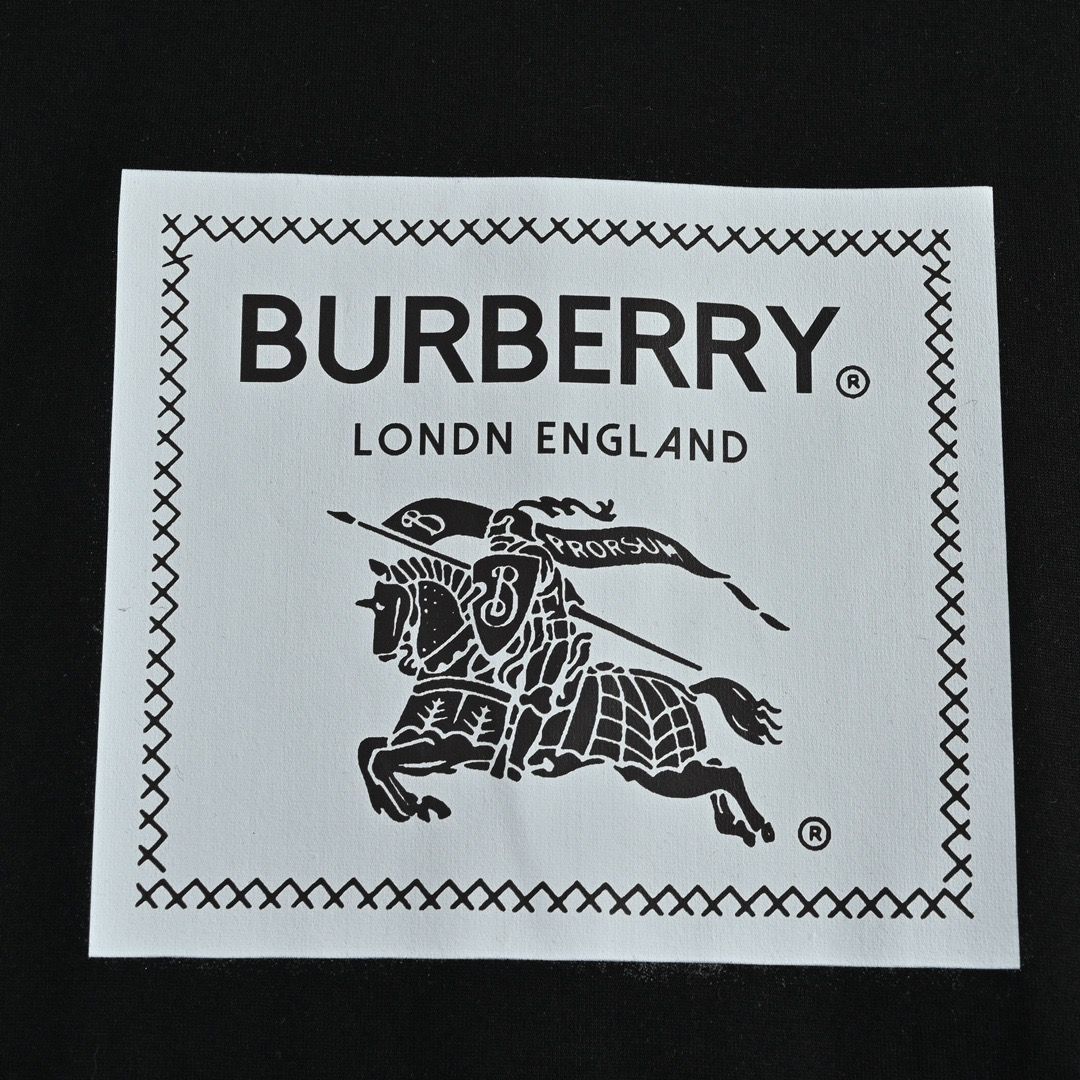 BURBERRY®
LONDN ENGLAND
B
PRORSUM
B
®